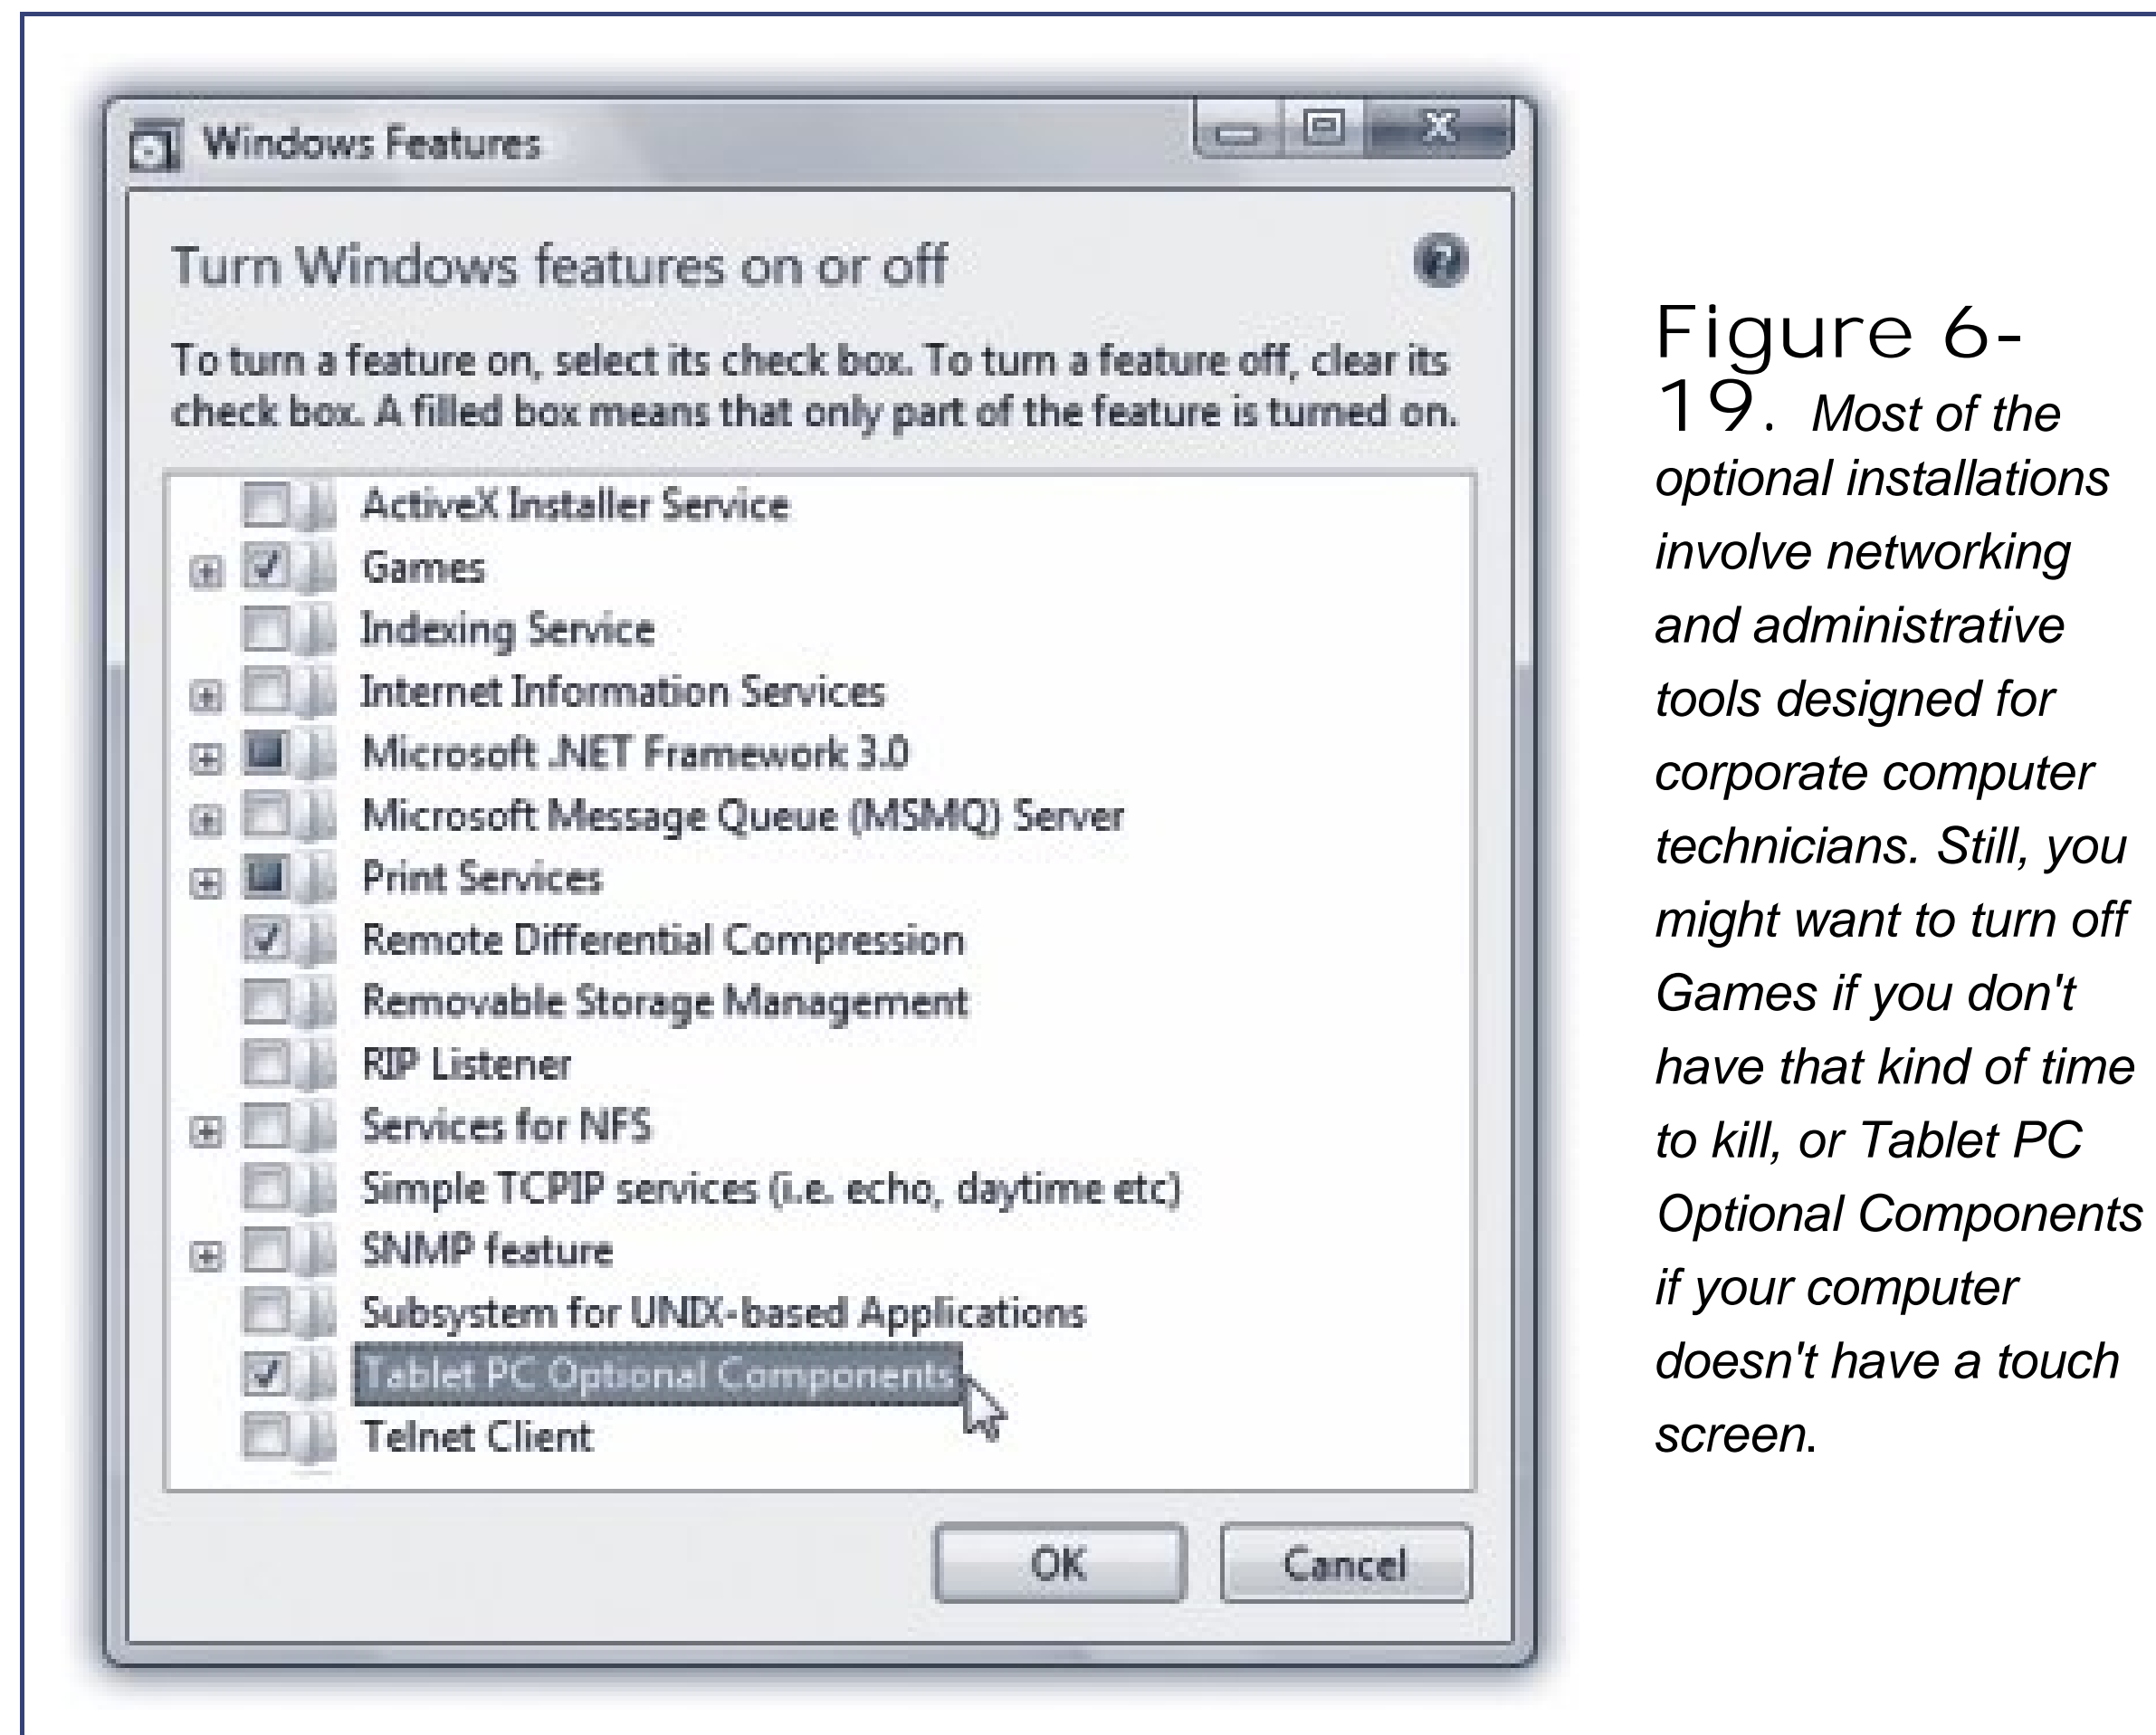 Windows Features
Turn Windows features on or off
To turn a feature on, select its check box. To turn a feature off, clear its
check box. A filled box means that only part of the feature is turned on.
ActiveX Installer Service
Games
Indexing Service
Internet Information Services
Microsoft .NET Framework 3.0
Microsoft Message Queue (MSMQ) Server
Print Services
Remote Differential Compression
Removable Storage Management
RIP Listener
Services for NFS
Simple TCPIP services (i.e. echo, daytime etc)
SNMP feature
Subsystem for UNIX-based Applications
Tablet PC Optional Components
Telnet Client
OK
Cancel
Figure 6-
19. Most of the
optional installations
involve networking
and administrative
tools designed for
corporate computer
technicians. Still, you
might want to turn off
Games if you don't
have that kind of time
to kill, or Tablet PC
Optional Components
if your computer
doesn't have a touch
screen.